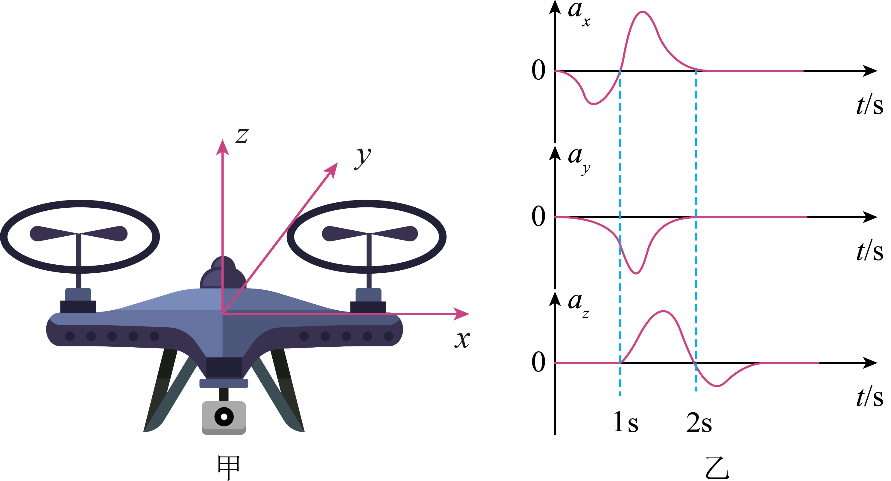 z
y
x
甲
a_x
0
t/s
a_y
0
t/s
a_z
0
t/s
1s
2s
乙